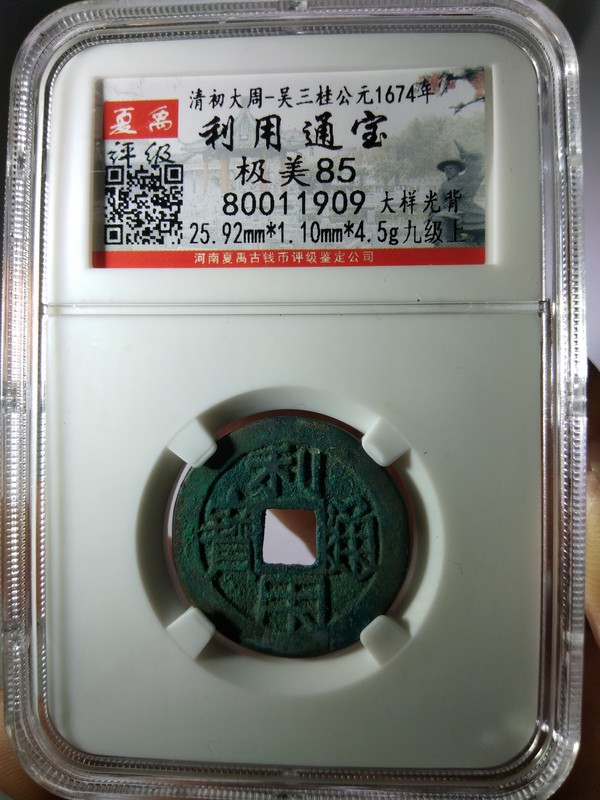 清初大周-吴三桂公元1674年
夏禹
评级
利用通宝
极美85
80011909 大样光背
25.92mm*1.10mm*4.5g九级上
河南夏禹古钱币评级鉴定公司
利
寳 通
用